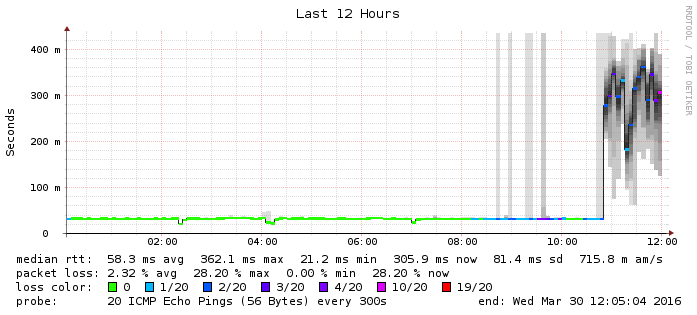 Last 12 Hours
RRDTOOL / TOBI OETIKER
Seconds
400 m
300 m
200 m
100 m
0
02:00 04:00 06:00 08:00 10:00 12:00
median rtt: 58.3 ms avg 362.1 ms max 21.2 ms min 305.9 ms now 81.4 ms sd 715.8 m am/s
packet loss: 2.32 % avg 28.20 % max 0.00 % min 28.20 % now
loss color: 0 1/20 2/20 3/20 4/20 10/20 19/20
probe: 20 ICMP Echo Pings (56 Bytes) every 300s end: Wed Mar 30 12:05:04 2016